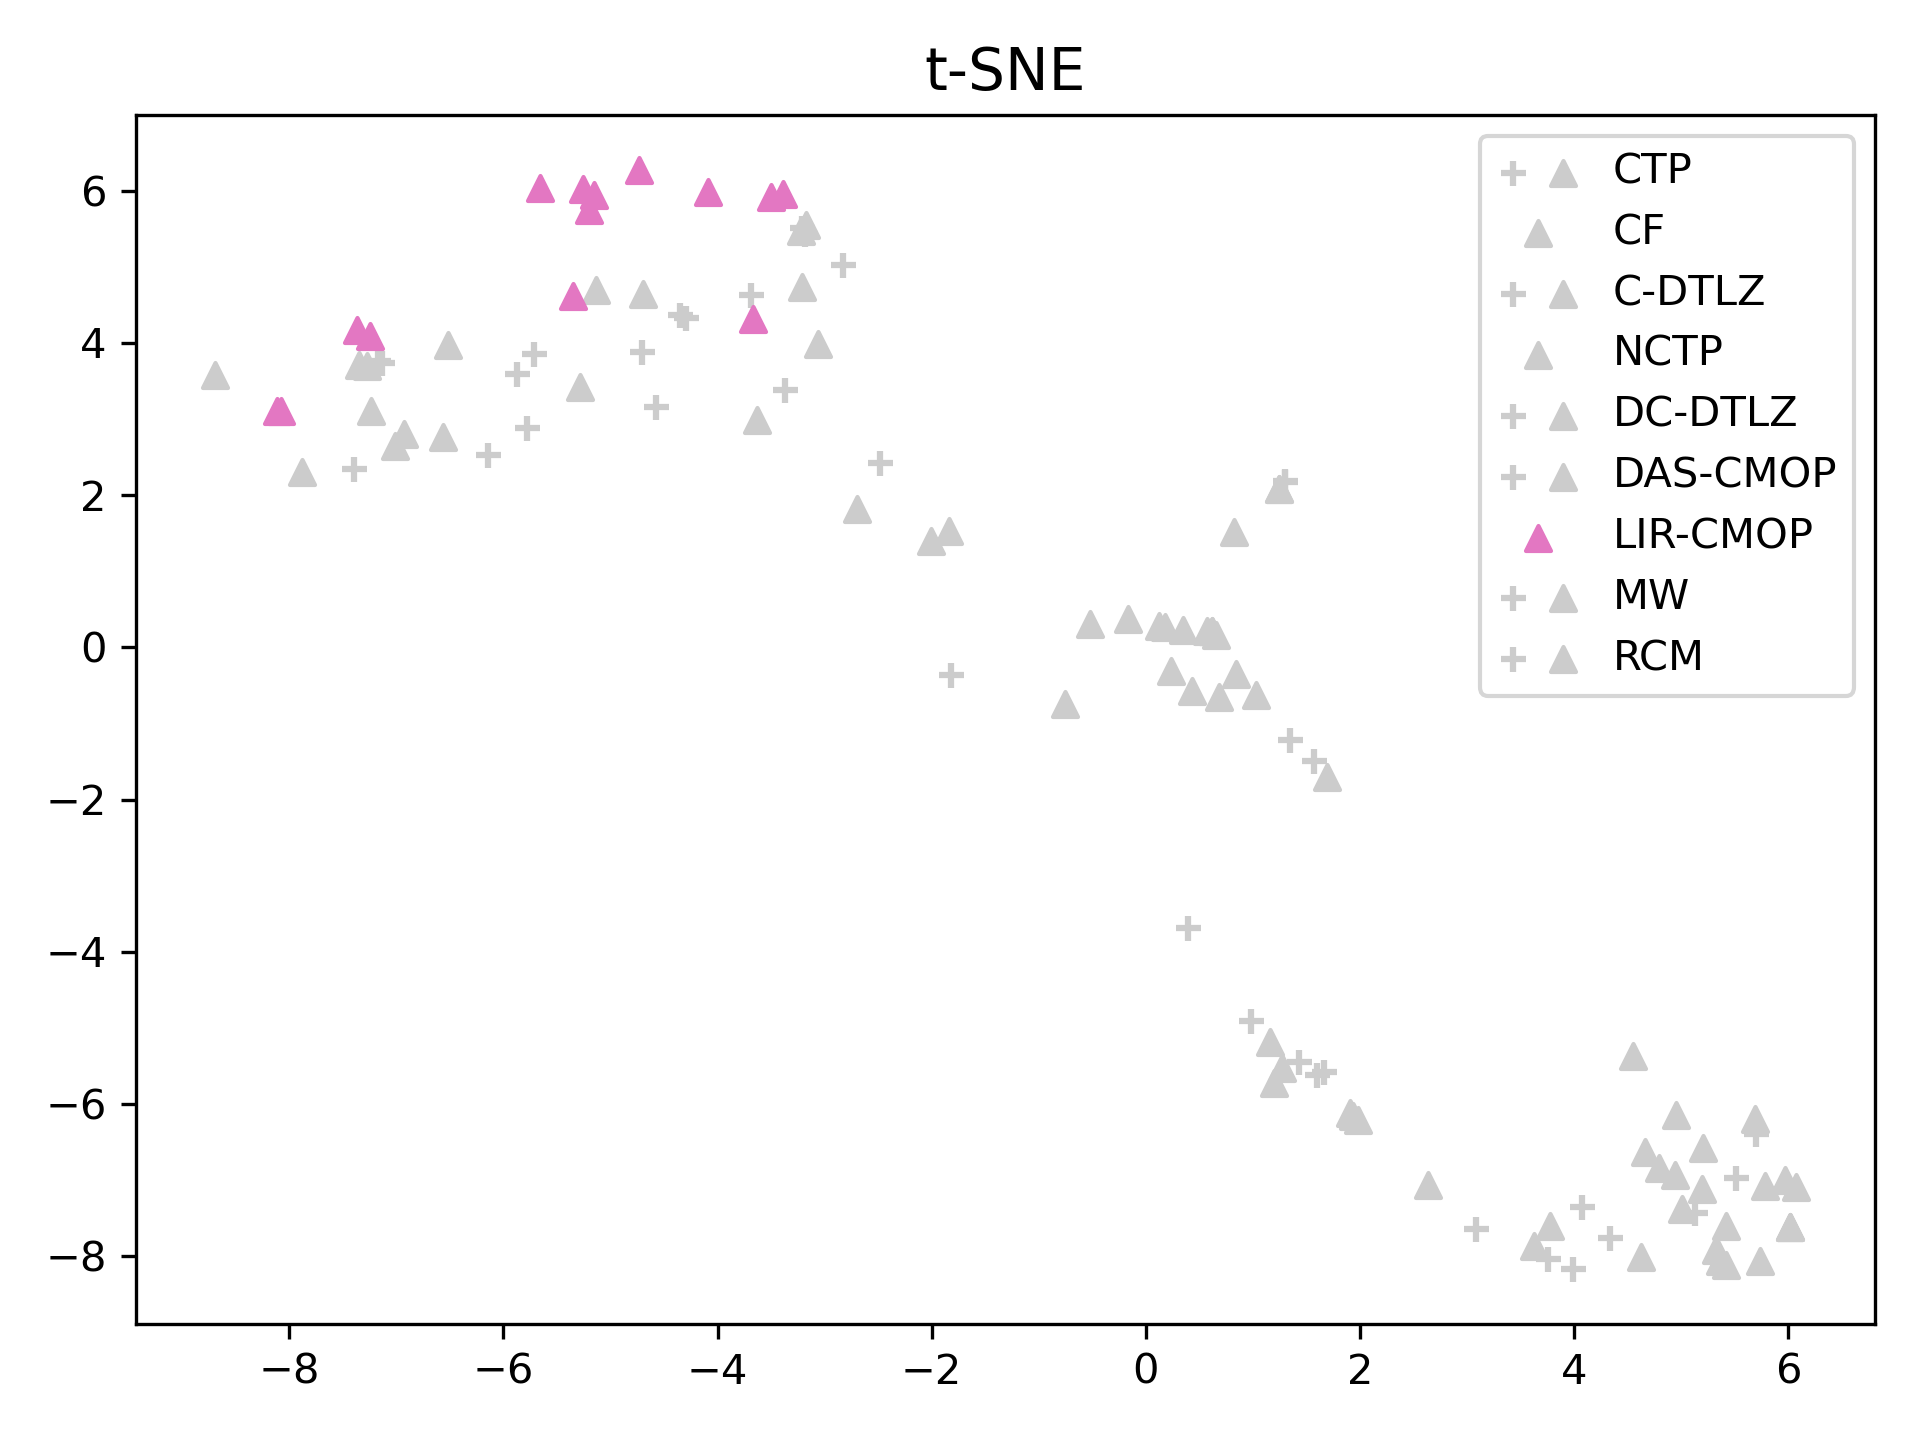 t-SNE
CTP
CF
C-DTLZ
NCTP
DC-DTLZ
DAS-CMOP
LIR-CMOP
MW
RCM
6
4
2
0
−2
−4
−6
−8
−8 −6 −4 −2 0 2 4 6